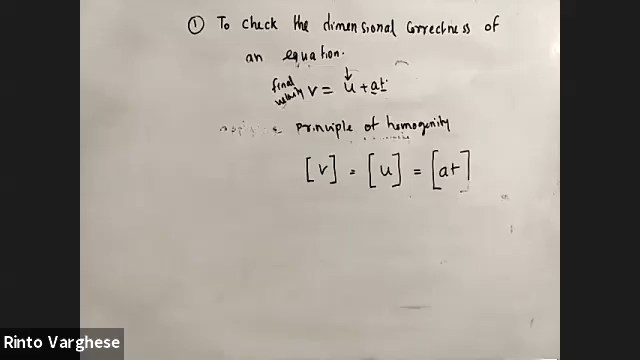 ① To check the dimensional correctness of
an equation.
final velocity v = u + at
principle of homogenity
[v] = [u] = [at]
Rinto Varghese